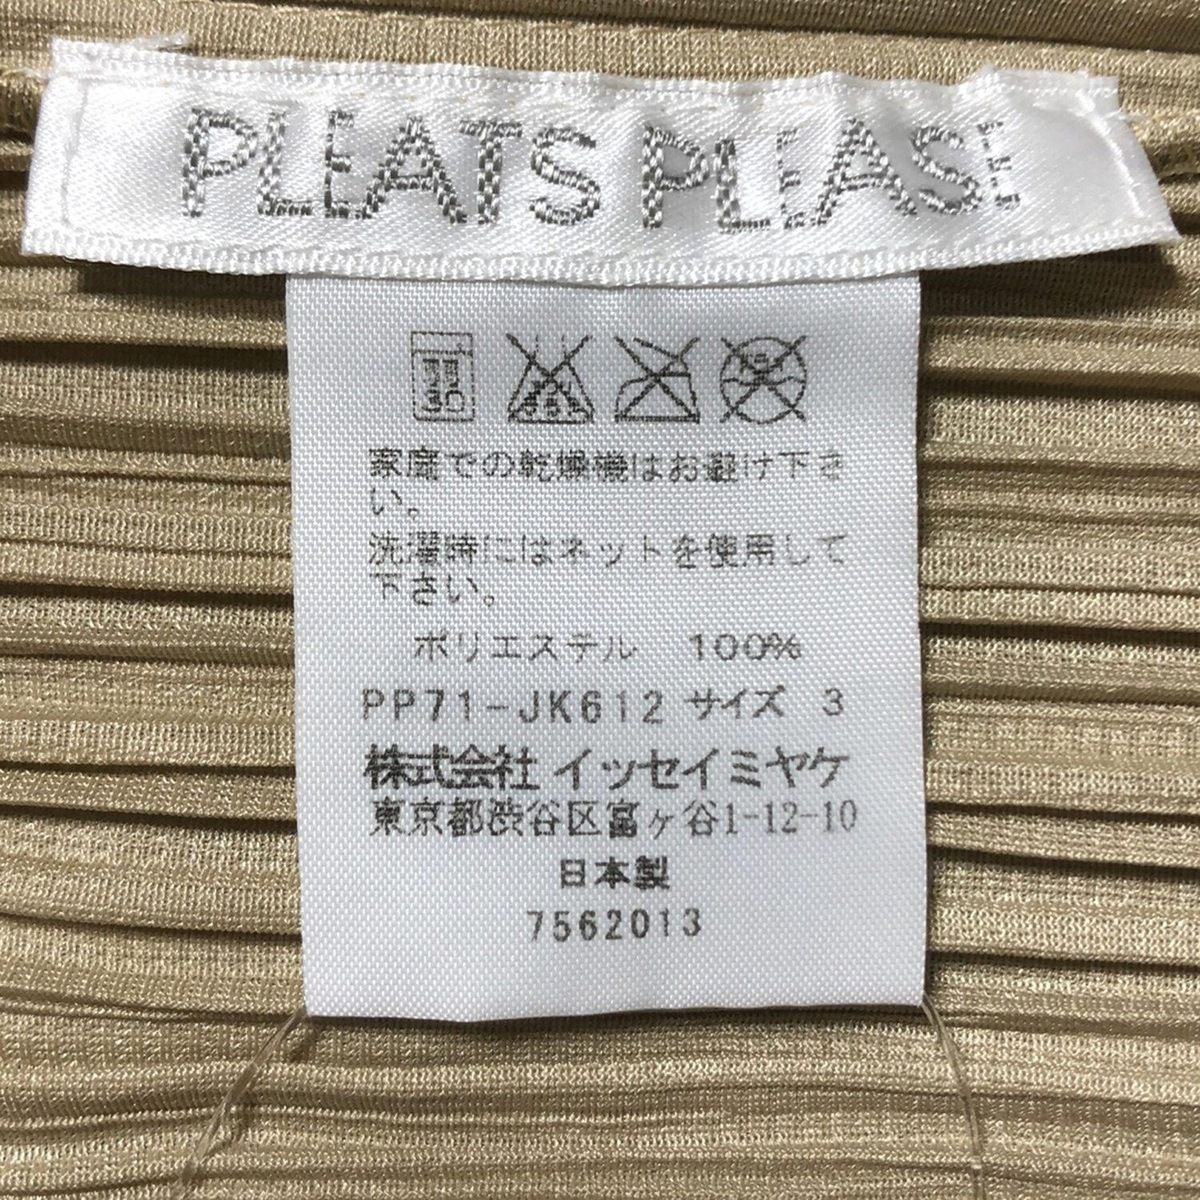 PLEATS PLEASE
家庭での乾燥機はお避け下さ
い。
洗濯時にはネットを使用して
下さい。
ポリエステル 100%
PP71-JK612 サイズ 3
株式会社 イッセイミヤケ
東京都渋谷区富ヶ谷1-12-10
日本製
7562013